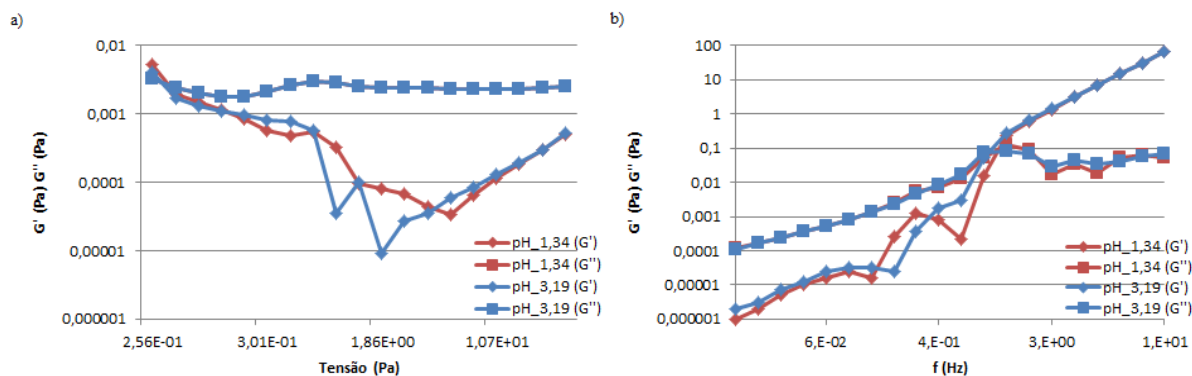 a)
G' (Pa) G'' (Pa)
0,01
0,001
0,0001
0,00001
0,000001
2,56E-01
3,01E-01
1,86E+00
1,07E+01
Tensão (Pa)
pH_1,34 (G')
pH_1,34 (G'')
pH_3,19 (G')
pH_3,19 (G'')
b)
G' (Pa) G'' (Pa)
100
10
1
0,1
0,01
0,001
0,0001
0,00001
0,000001
6,E-02
4,E-01
3,E+00
1,E+01
f (Hz)
pH_1,34 (G')
pH_1,34 (G'')
pH_3,19 (G')
pH_3,19 (G'')